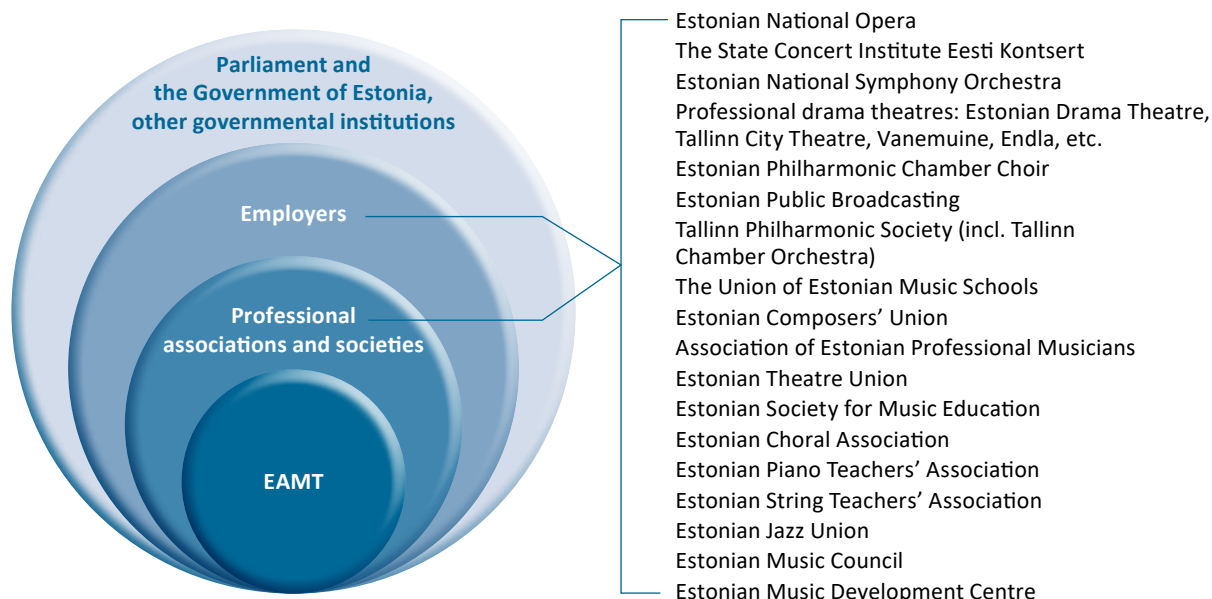 Parliament and
the Government of Estonia,
other governmental institutions
Employers
Professional
associations and societies
EAMT
Estonian National Opera
The State Concert Institute Eesti Kontsert
Estonian National Symphony Orchestra
Professional drama theatres: Estonian Drama Theatre,
Tallinn City Theatre, Vanemuine, Endla, etc.
Estonian Philharmonic Chamber Choir
Estonian Public Broadcasting
Tallinn Philharmonic Society (incl. Tallinn
Chamber Orchestra)
The Union of Estonian Music Schools
Estonian Composers’ Union
Association of Estonian Professional Musicians
Estonian Theatre Union
Estonian Society for Music Education
Estonian Choral Association
Estonian Piano Teachers’ Association
Estonian String Teachers’ Association
Estonian Jazz Union
Estonian Music Council
Estonian Music Development Centre